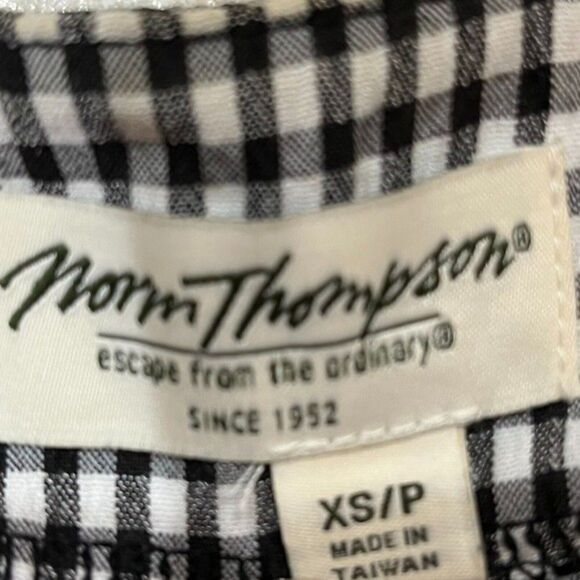 Norm Thompson®
escape from the ordinary®
SINCE 1952
XS/P
MADE IN
TAIWAN